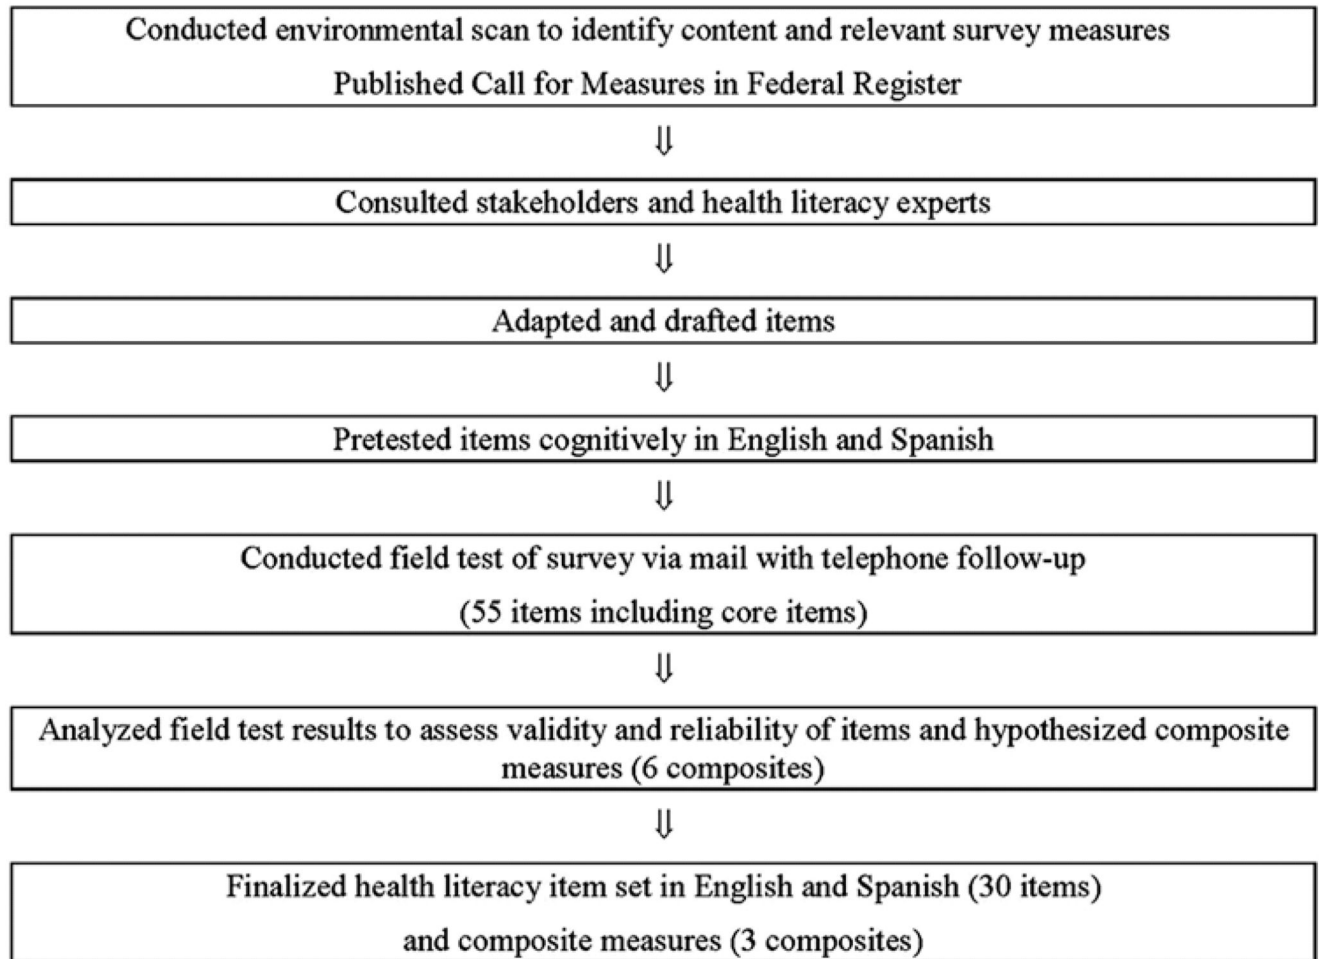 Conducted environmental scan to identify content and relevant survey measures
Published Call for Measures in Federal Register
⇓
Consulted stakeholders and health literacy experts
⇓
Adapted and drafted items
⇓
Pretested items cognitively in English and Spanish
⇓
Conducted field test of survey via mail with telephone follow-up
(55 items including core items)
⇓
Analyzed field test results to assess validity and reliability of items and hypothesized composite
measures (6 composites)
⇓
Finalized health literacy item set in English and Spanish (30 items)
and composite measures (3 composites)